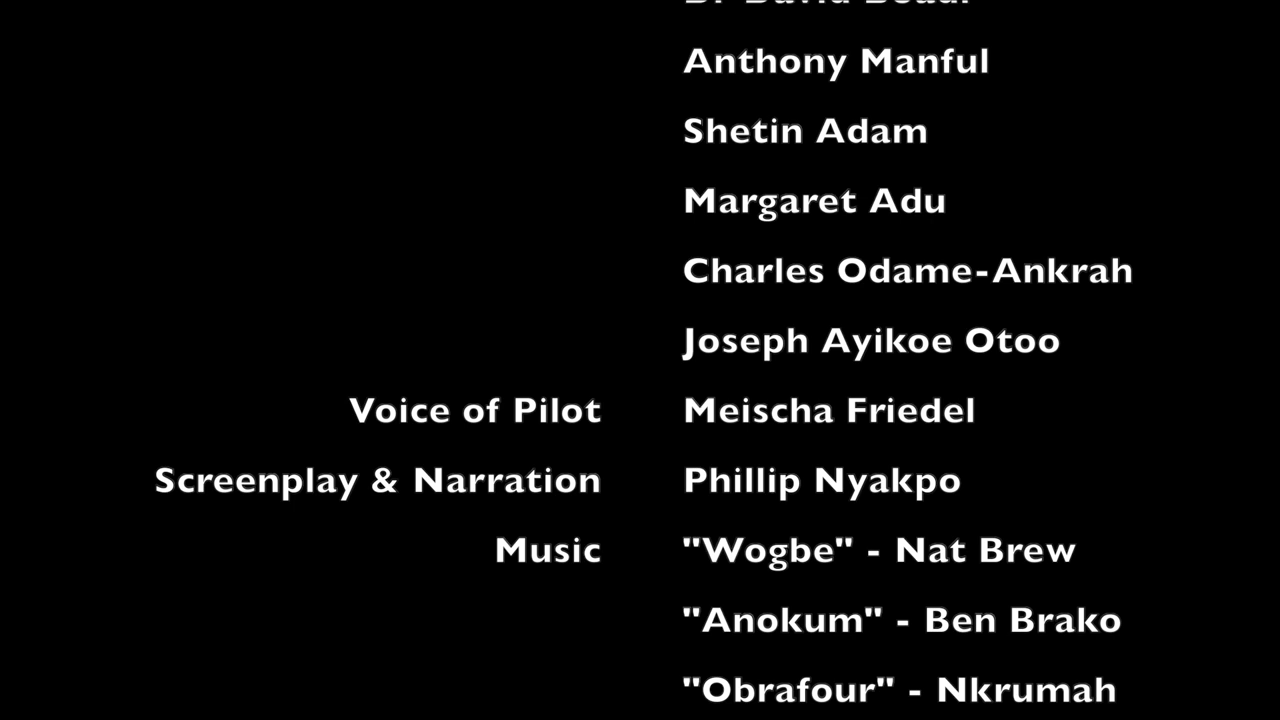 Anthony Manful
Shetin Adam
Margaret Adu
Charles Odame-Ankrah
Joseph Ayikoe Otoo
Voice of Pilot Meischa Friedel
Screenplay & Narration Phillip Nyakpo
Music "Wogbe" - Nat Brew
"Anokum" - Ben Brako
"Obrafour" - Nkrumah